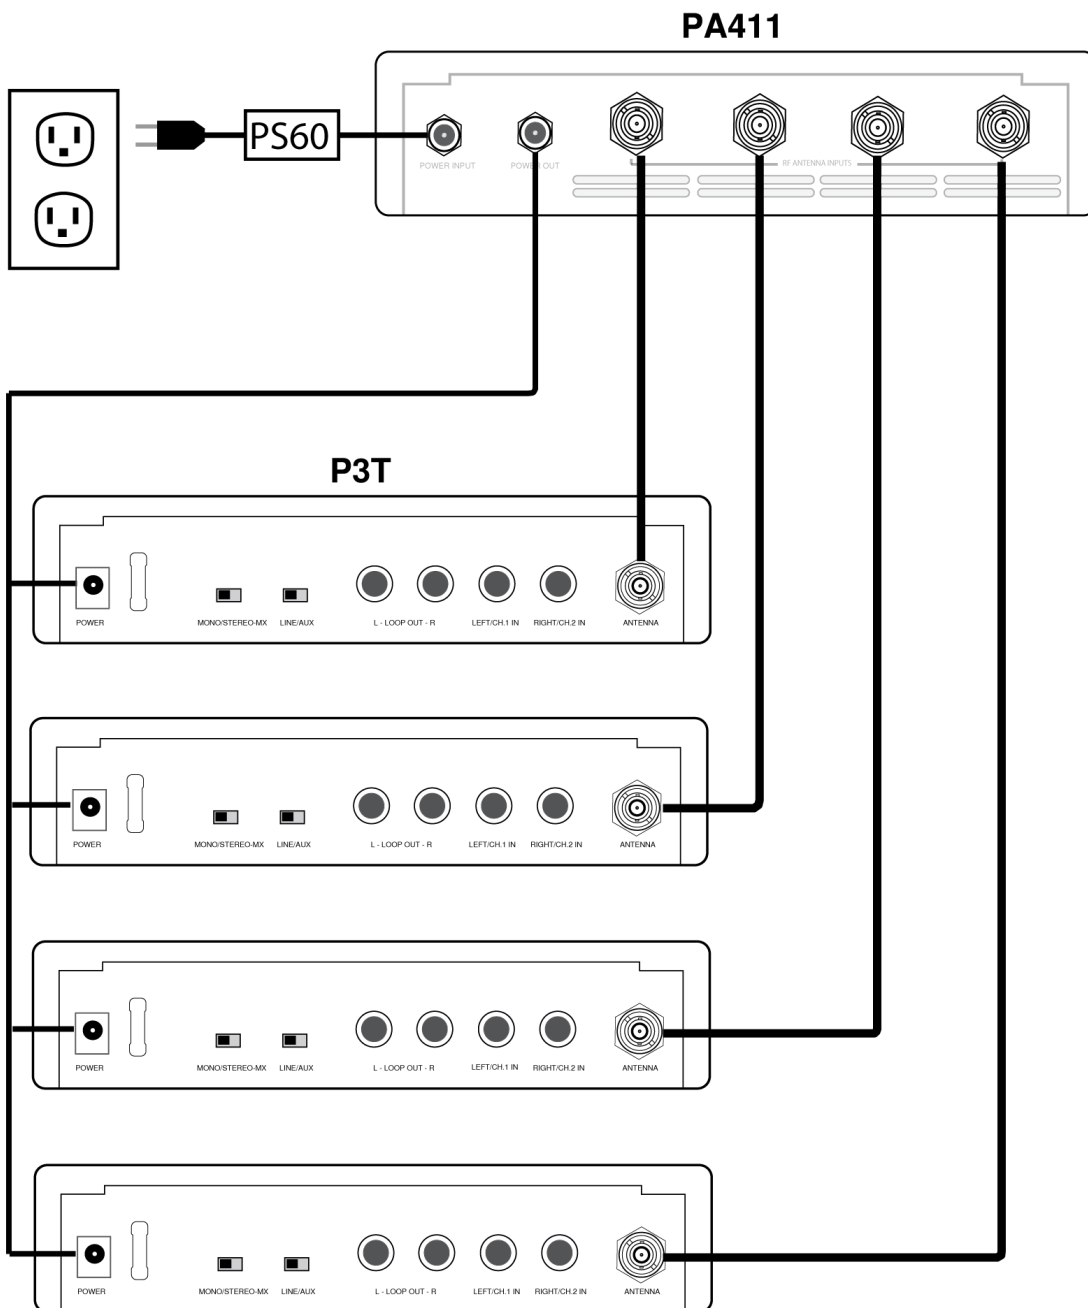 PA411
PS60
POWER INPUT
POWER OUT
RF ANTENNA INPUTS
P3T
POWER MONO/STEREO-MX LINE/AUX L - LOOP OUT - R LEFT/CH.1 IN RIGHT/CH.2 IN ANTENNA
POWER MONO/STEREO-MX LINE/AUX L - LOOP OUT - R LEFT/CH.1 IN RIGHT/CH.2 IN ANTENNA
POWER MONO/STEREO-MX LINE/AUX L - LOOP OUT - R LEFT/CH.1 IN RIGHT/CH.2 IN ANTENNA
POWER MONO/STEREO-MX LINE/AUX L - LOOP OUT - R LEFT/CH.1 IN RIGHT/CH.2 IN ANTENNA